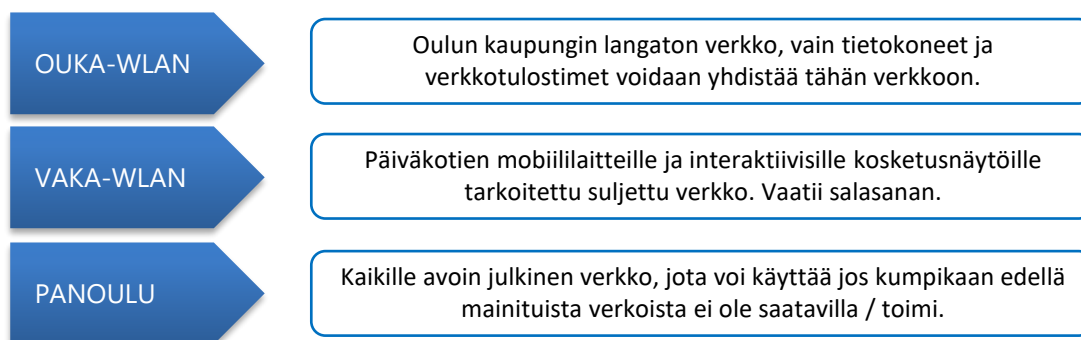 OUKA-WLAN
Oulun kaupungin langaton verkko, vain tietokoneet ja
verkkotulostimet voidaan yhdistää tähän verkkoon.
VAKA-WLAN
Päiväkotien mobiililaitteille ja interaktiivisille kosketusnäytöille
tarkoitettu suljettu verkko. Vaatii salasanan.
PANOULU
Kaikille avoin julkinen verkko, jota voi käyttää jos kumpikaan edellä
mainituista verkoista ei ole saatavilla / toimi.